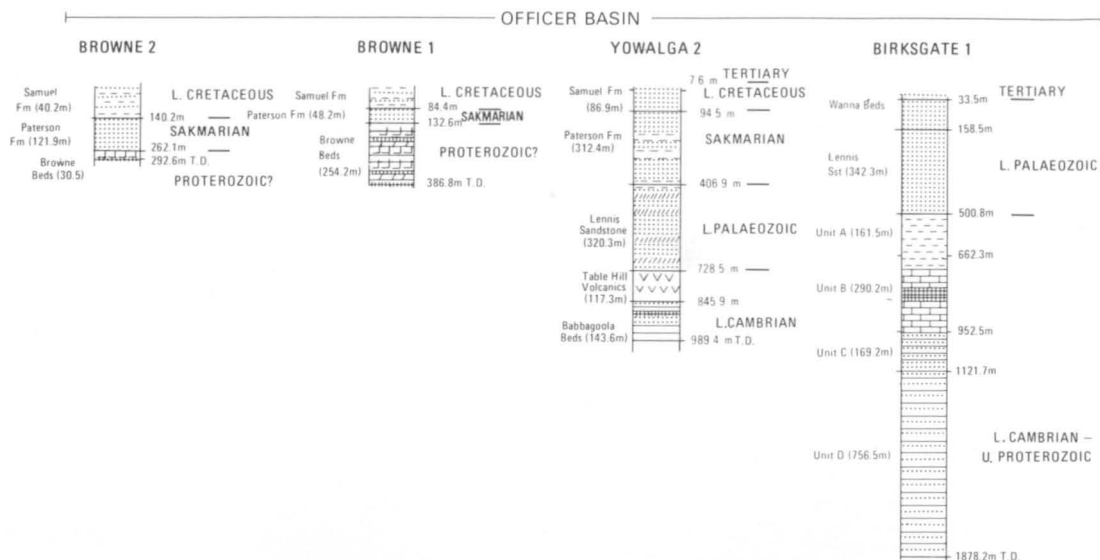 OFFICER BASIN
BROWNE 2
Samuel
Fm (40.2m)
140.2m
L. CRETACEOUS
Paterson
Fm (121.9m)
SAKMARIAN
262.1m
Browne
Beds (30.5)
292.6m T.D.
PROTEROZOIC?
BROWNE 1
Samuel Fm
L. CRETACEOUS
84.4m
Paterson Fm (48.2m)
SAKMARIAN
132.6m
Browne
Beds
(254.2m)
PROTEROZOIC?
386.8m T.D.
YOWALGA 2
7.6 m
TERTIARY
Samuel Fm
(86.9m)
L. CRETACEOUS
94.5 m
Paterson Fm
(312.4m)
SAKMARIAN
406.9 m
Lennis
Sandstone
(320.3m)
L.PALAEOZOIC
728.5 m
Table Hill
Volcanics
(117.3m)
845.9 m
Babbagoola
Beds (143.6m)
L.CAMBRIAN
989.4 m T.D.
BIRKSGATE 1
TERTIARY
33.5m
Wanna Beds
158.5m
Lennis
Sst (342.3m)
L. PALAEOZOIC
500.8m
Unit A (161.5m)
662.3m
Unit B (290.2m)
952.5m
Unit C (169.2m)
1121.7m
Unit D (756.5m)
L. CAMBRIAN –
U. PROTEROZOIC
1878.2m T.D.